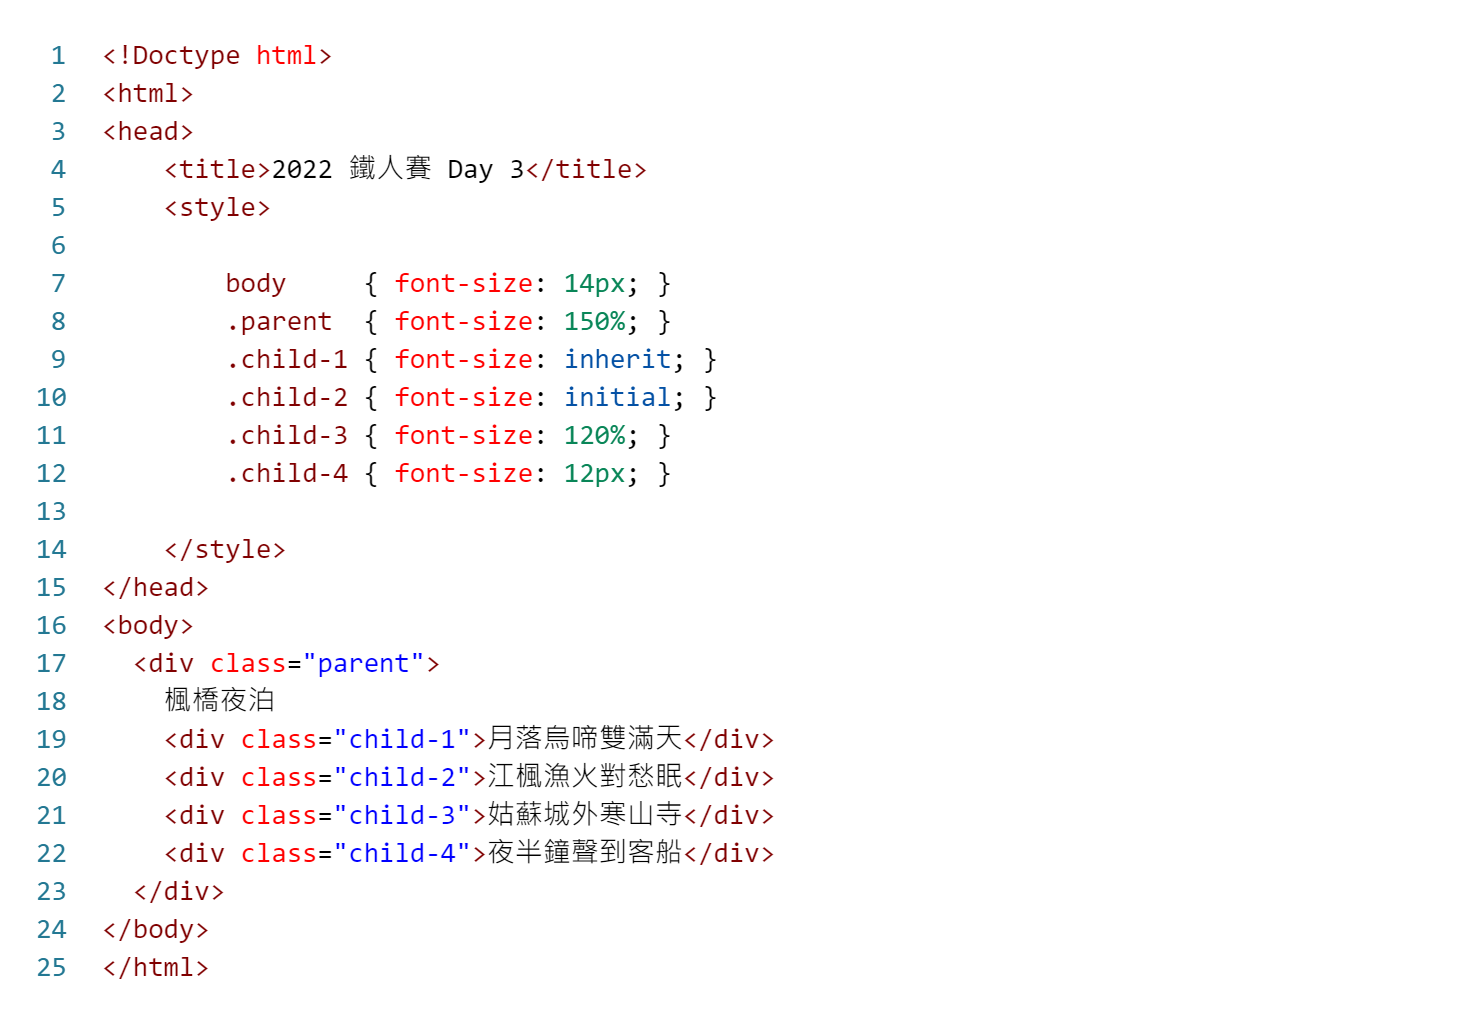 1 <!Doctype html>
2 <html>
3 <head>
4     <title>2022 鐵人賽 Day 3</title>
5     <style>
6
7         body     { font-size: 14px; }
8         .parent  { font-size: 150%; }
9         .child-1 { font-size: inherit; }
10         .child-2 { font-size: initial; }
11         .child-3 { font-size: 120%; }
12         .child-4 { font-size: 12px; }
13
14     </style>
15 </head>
16 <body>
17   <div class="parent">
18     楓橋夜泊
19     <div class="child-1">月落烏啼雙滿天</div>
20     <div class="child-2">江楓漁火對愁眠</div>
21     <div class="child-3">姑蘇城外寒山寺</div>
22     <div class="child-4">夜半鐘聲到客船</div>
23   </div>
24 </body>
25 </html>